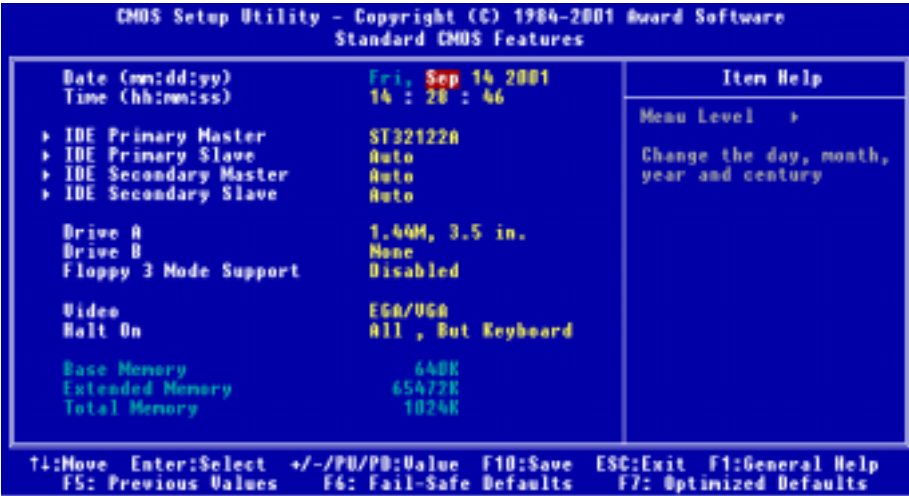 CMOS Setup Utility - Copyright (C) 1984-2001 Award Software
Standard CMOS Features
Date (mm:dd:yy) Fri, Sep 14 2001
Time (hh:mm:ss) 14 : 28 : 46
IDE Primary Master ST32122A
IDE Primary Slave Auto
IDE Secondary Master Auto
IDE Secondary Slave Auto
Drive A 1.44M, 3.5 in.
Drive B None
Floppy 3 Mode Support Disabled
Video EGA/VGA
Halt On All , But Keyboard
Base Memory 640K
Extended Memory 65472K
Total Memory 1024K
Item Help
Menu Level
Change the day, month,
year and century
↑↓:Move Enter:Select +/-/PU/PD:Value F10:Save ESC:Exit F1:General Help
F5: Previous Values F6: Fail-Safe Defaults F7: Optimized Defaults